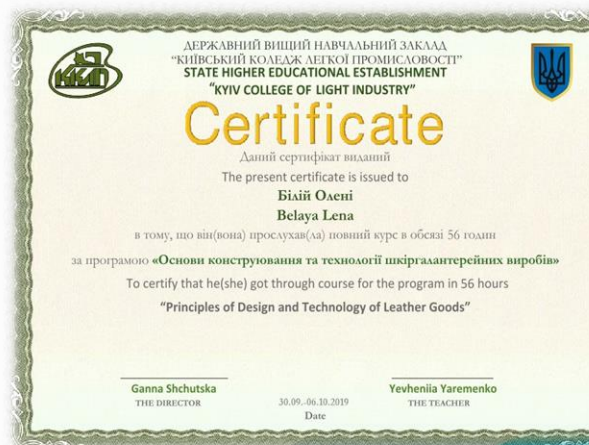 ККЛП
ДЕРЖАВНИЙ ВИЩИЙ НАВЧАЛЬНИЙ ЗАКЛАД
“КИЇВСЬКИЙ КОЛЕДЖ ЛЕГКОЇ ПРОМИСЛОВОСТІ”
STATE HIGHER EDUCATIONAL ESTABLISHMENT
“KYIV COLLEGE OF LIGHT INDUSTRY”
Certificate
Даний сертифікат виданий
The present certificate is issued to
Білій Олені
Belaya Lena
в тому, що він(вона) прослухав(ла) повний курс в обсязі 56 годин
за програмою «Основи конструювання та технології шкіргалантерейних виробів»
To certify that he(she) got through course for the program in 56 hours
“Principles of Design and Technology of Leather Goods”
Ganna Shchutska
THE DIRECTOR
30.09.-06.10.2019
Date
Yevheniia Yaremenko
THE TEACHER